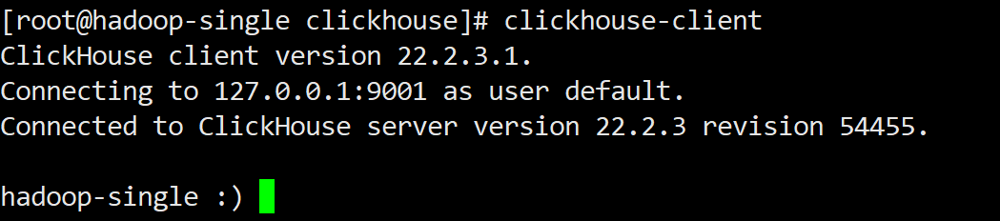 [root@hadoop-single clickhouse]# clickhouse-client
ClickHouse client version 22.2.3.1.
Connecting to 127.0.0.1:9001 as user default.
Connected to ClickHouse server version 22.2.3 revision 54455.
hadoop-single :)